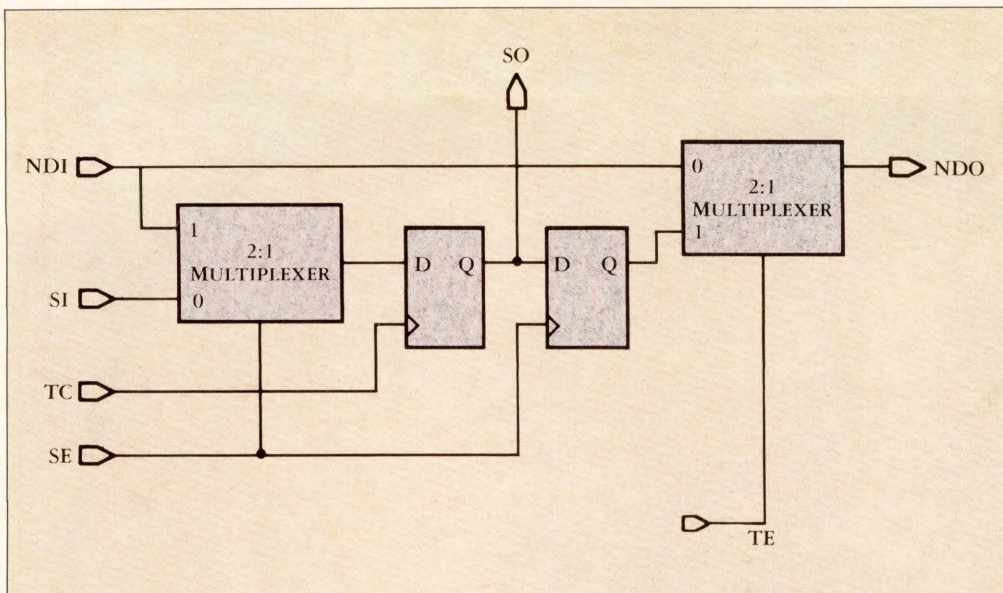 SO
NDI
0
NDO
2:1
MULTIPLEXER
1
1
2:1
MULTIPLEXER
0
D Q
D Q
SI
TC
SE
TE